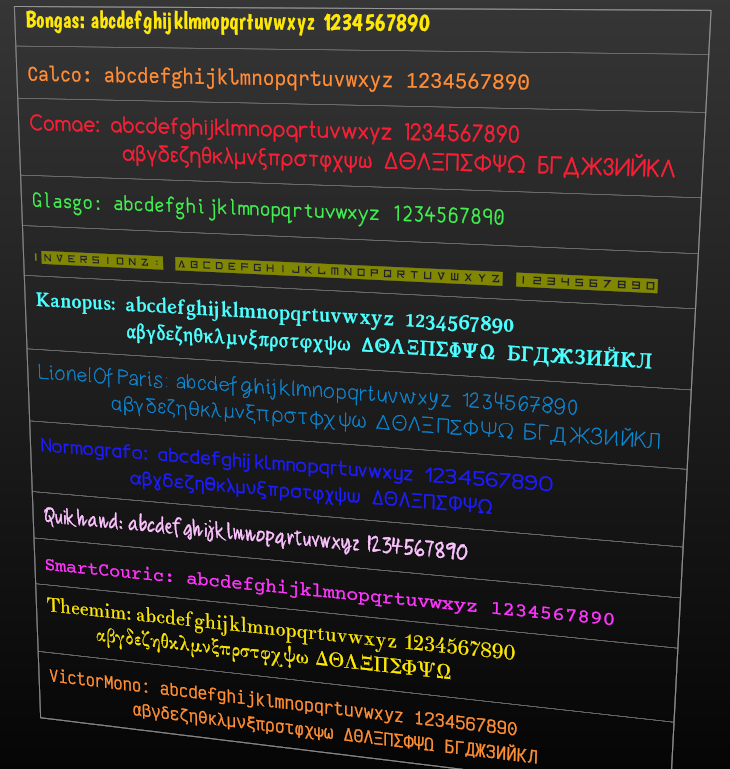 Bongas: abcdefghijklmnopqrtuvwxyz 1234567890
Calco: abcdefghijklmnopqrtuvwxyz 1234567890
Comae: abcdefghijklmnopqrtuvwxyz 1234567890
αβγδεζηθκλμνξπρστφχψω ΔΘΛΞΠΣΦΨΩ БГДЖЗИЙКЛ
Glasgo: abcdefghijklmnopqrtuvwxyz 1234567890
INVERSIONZ: ABCDEFGHIJKLMNOPQRTUVWXYZ 1234567890
Kanopus: abcdefghijklmnopqrtuvwxyz 1234567890
αβγδεζηθκλμνξπρστφχψω ΔΘΛΞΠΣΦΨΩ БГДЖЗИЙКЛ
LionelOfParis: abcdefghijklmnopqrtuvwxyz 1234567890
αβγδεζηθκλμνξπρστφχψω ΔΘΛΞΠΣΦΨΩ БГДЖЗИЙКЛ
Normografo: abcdefghijklmnopqrtuvwxyz 1234567890
αβγδεζηθκλμνξπρστφχψω ΔΘΛΞΠΣΦΨΩ
Quikhand: abcdefghijklmnopqrtuvwxyz 1234567890
SmartCouric: abcdefghijklmnopqrtuvwxyz 1234567890
Theemim: abcdefghijklmnopqrtuvwxyz 1234567890
αβγδεζηθκλμνξπρστφχψω ΔΘΛΞΠΣΦΨΩ
VictorMono: abcdefghijklmnopqrtuvwxyz 1234567890
αβγδεζηθκλμνξπρστφχψω ΔΘΛΞΠΣΦΨΩ БГДЖЗИЙКЛ